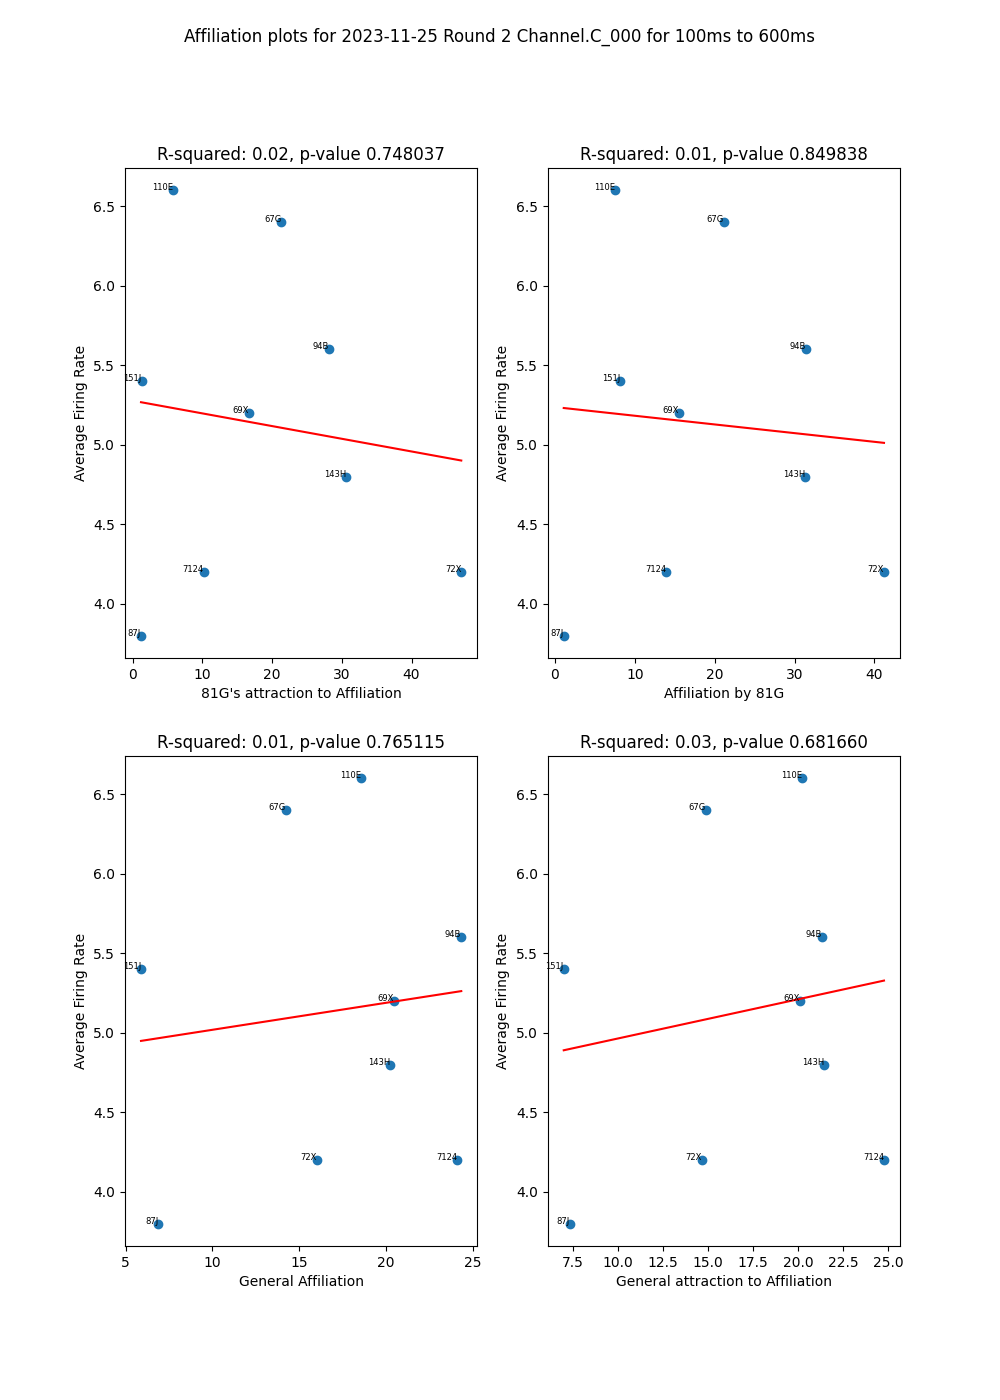 Affiliation plots for 2023-11-25 Round 2 Channel.C_000 for 100ms to 600ms
R-squared: 0.02, p-value 0.748037
110E
67G
94B
151J
69X
143H
7124
72X
87J
6.5
6.0
5.5
5.0
4.5
4.0
Average Firing Rate
0 10 20 30 40
81G's attraction to Affiliation
R-squared: 0.01, p-value 0.849838
110E
67G
94B
151J
69X
143H
7124
72X
87J
6.5
6.0
5.5
5.0
4.5
4.0
Average Firing Rate
0 10 20 30 40
Affiliation by 81G
R-squared: 0.01, p-value 0.765115
110E
67G
94B
151J
69X
143H
72X
7124
87J
6.5
6.0
5.5
5.0
4.5
4.0
Average Firing Rate
5 10 15 20 25
General Affiliation
R-squared: 0.03, p-value 0.681660
110E
67G
94B
151J
69X
143H
72X
7124
87J
6.5
6.0
5.5
5.0
4.5
4.0
Average Firing Rate
7.5 10.0 12.5 15.0 17.5 20.0 22.5 25.0
General attraction to Affiliation